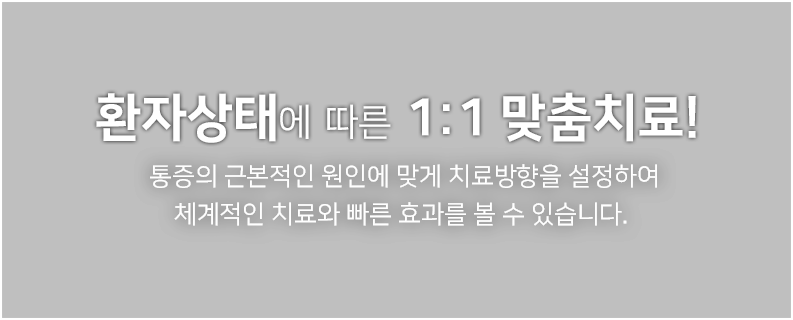 환자상태에 따른 1:1 맞춤치료!
통증의 근본적인 원인에 맞게 치료방향을 설정하여
체계적인 치료와 빠른 효과를 볼 수 있습니다.